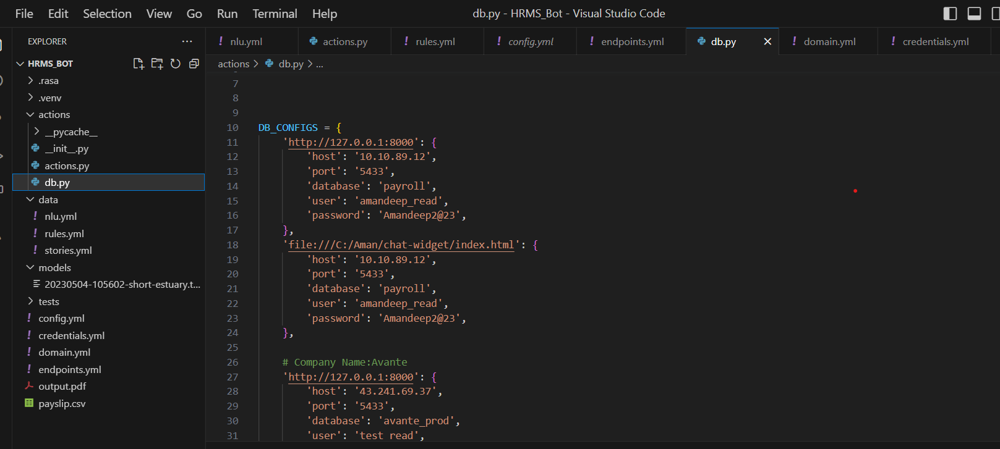 File Edit Selection View Go Run Terminal Help
db.py - HRMS_Bot - Visual Studio Code
EXPLORER
HRMS_BOT
.rasa
.venv
actions
__pycache__
__init__.py
actions.py
db.py
data
nlu.yml
rules.yml
stories.yml
models
20230504-105602-short-estuary.t...
tests
config.yml
credentials.yml
domain.yml
endpoints.yml
output.pdf
payslip.csv
nlu.yml actions.py rules.yml config.yml endpoints.yml db.py domain.yml credentials.yml
actions > db.py > ...
7
8
9
10 DB_CONFIGS = {
11 'http://127.0.0.1:8000': {
12 'host': '10.10.89.12',
13 'port': '5433',
14 'database': 'payroll',
15 'user': 'amandeep_read',
16 'password': 'Amandeep2@23',
17 },
18 'file:///C:/Aman/chat-widget/index.html': {
19 'host': '10.10.89.12',
20 'port': '5433',
21 'database': 'payroll',
22 'user': 'amandeep_read',
23 'password': 'Amandeep2@23',
24 },
25
26 # Company Name:Avante
27 'http://127.0.0.1:8000': {
28 'host': '43.241.69.37',
29 'port': '5433',
30 'database': 'avante_prod',
31 'user': 'test_read',